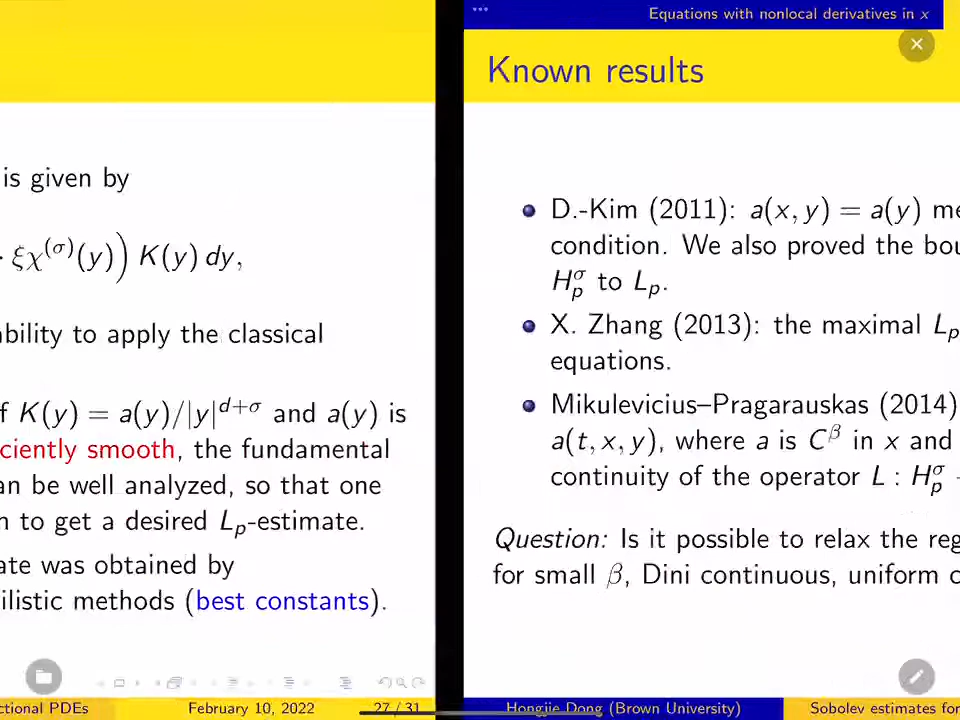 is given by
· ξχ^(σ)(y)) K(y) dy,
ability to apply the classical
f K(y) = a(y)/|y|^{d+σ} and a(y) is
ciently smooth, the fundamental
an be well analyzed, so that one
n to get a desired L_p-estimate.
ate was obtained by
ilistic methods (best constants).
ctional PDEs February 10, 2022 27 / 31
Equations with nonlocal derivatives in x
Known results
D.-Kim (2011): a(x, y) = a(y) me
condition. We also proved the bou
H_p^σ to L_p.
X. Zhang (2013): the maximal L_p
equations.
Mikulevicius–Pragarauskas (2014)
a(t, x, y), where a is C^β in x and
continuity of the operator L : H_p^σ
Question: Is it possible to relax the reg
for small β, Dini continuous, uniform c
Hongjie Dong (Brown University) Sobolev estimates for